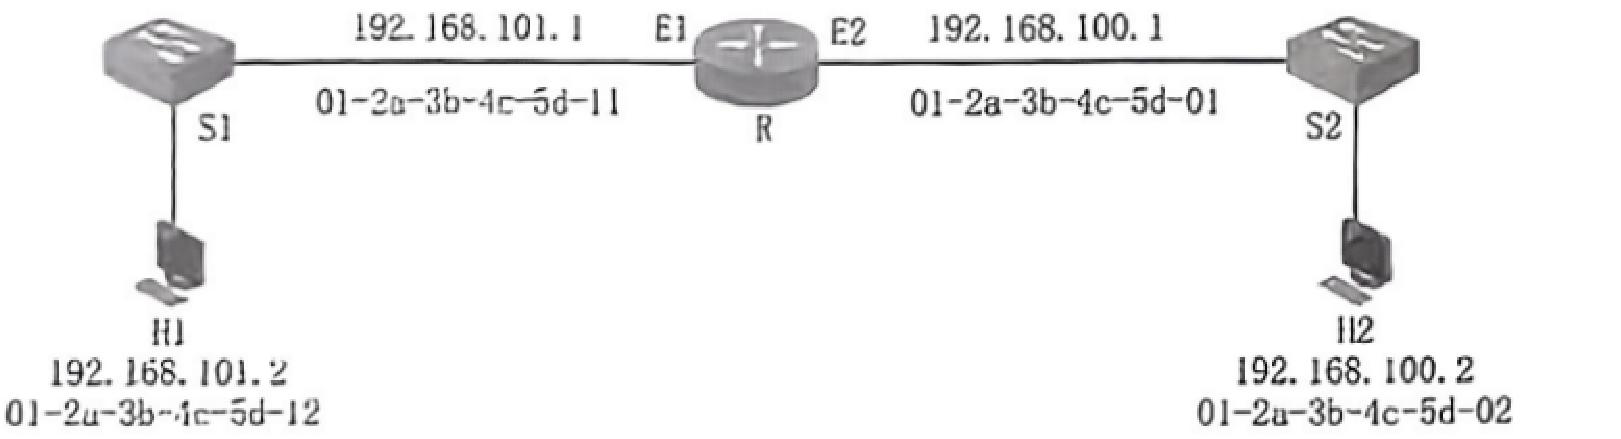 192.168.101.1 E1 E2 192.168.100.1
01-2a-3b-4c-5d-11 01-2a-3b-4c-5d-01
S1 R S2
H1 H2
192.168.101.2 192.168.100.2
01-2a-3b-4c-5d-12 01-2a-3b-4c-5d-02